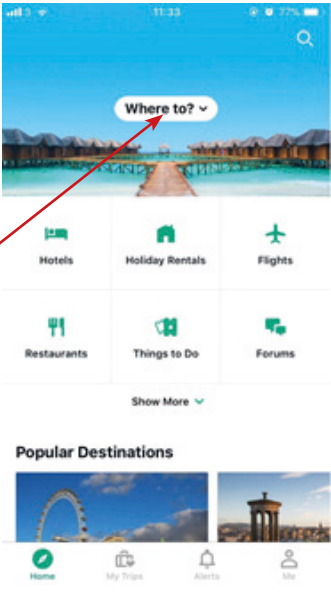 11:33
77%
Where to?
Hotels
Holiday Rentals
Flights
Restaurants
Things to Do
Forums
Show More
Popular Destinations
Home
My Trips
Alerts
Me